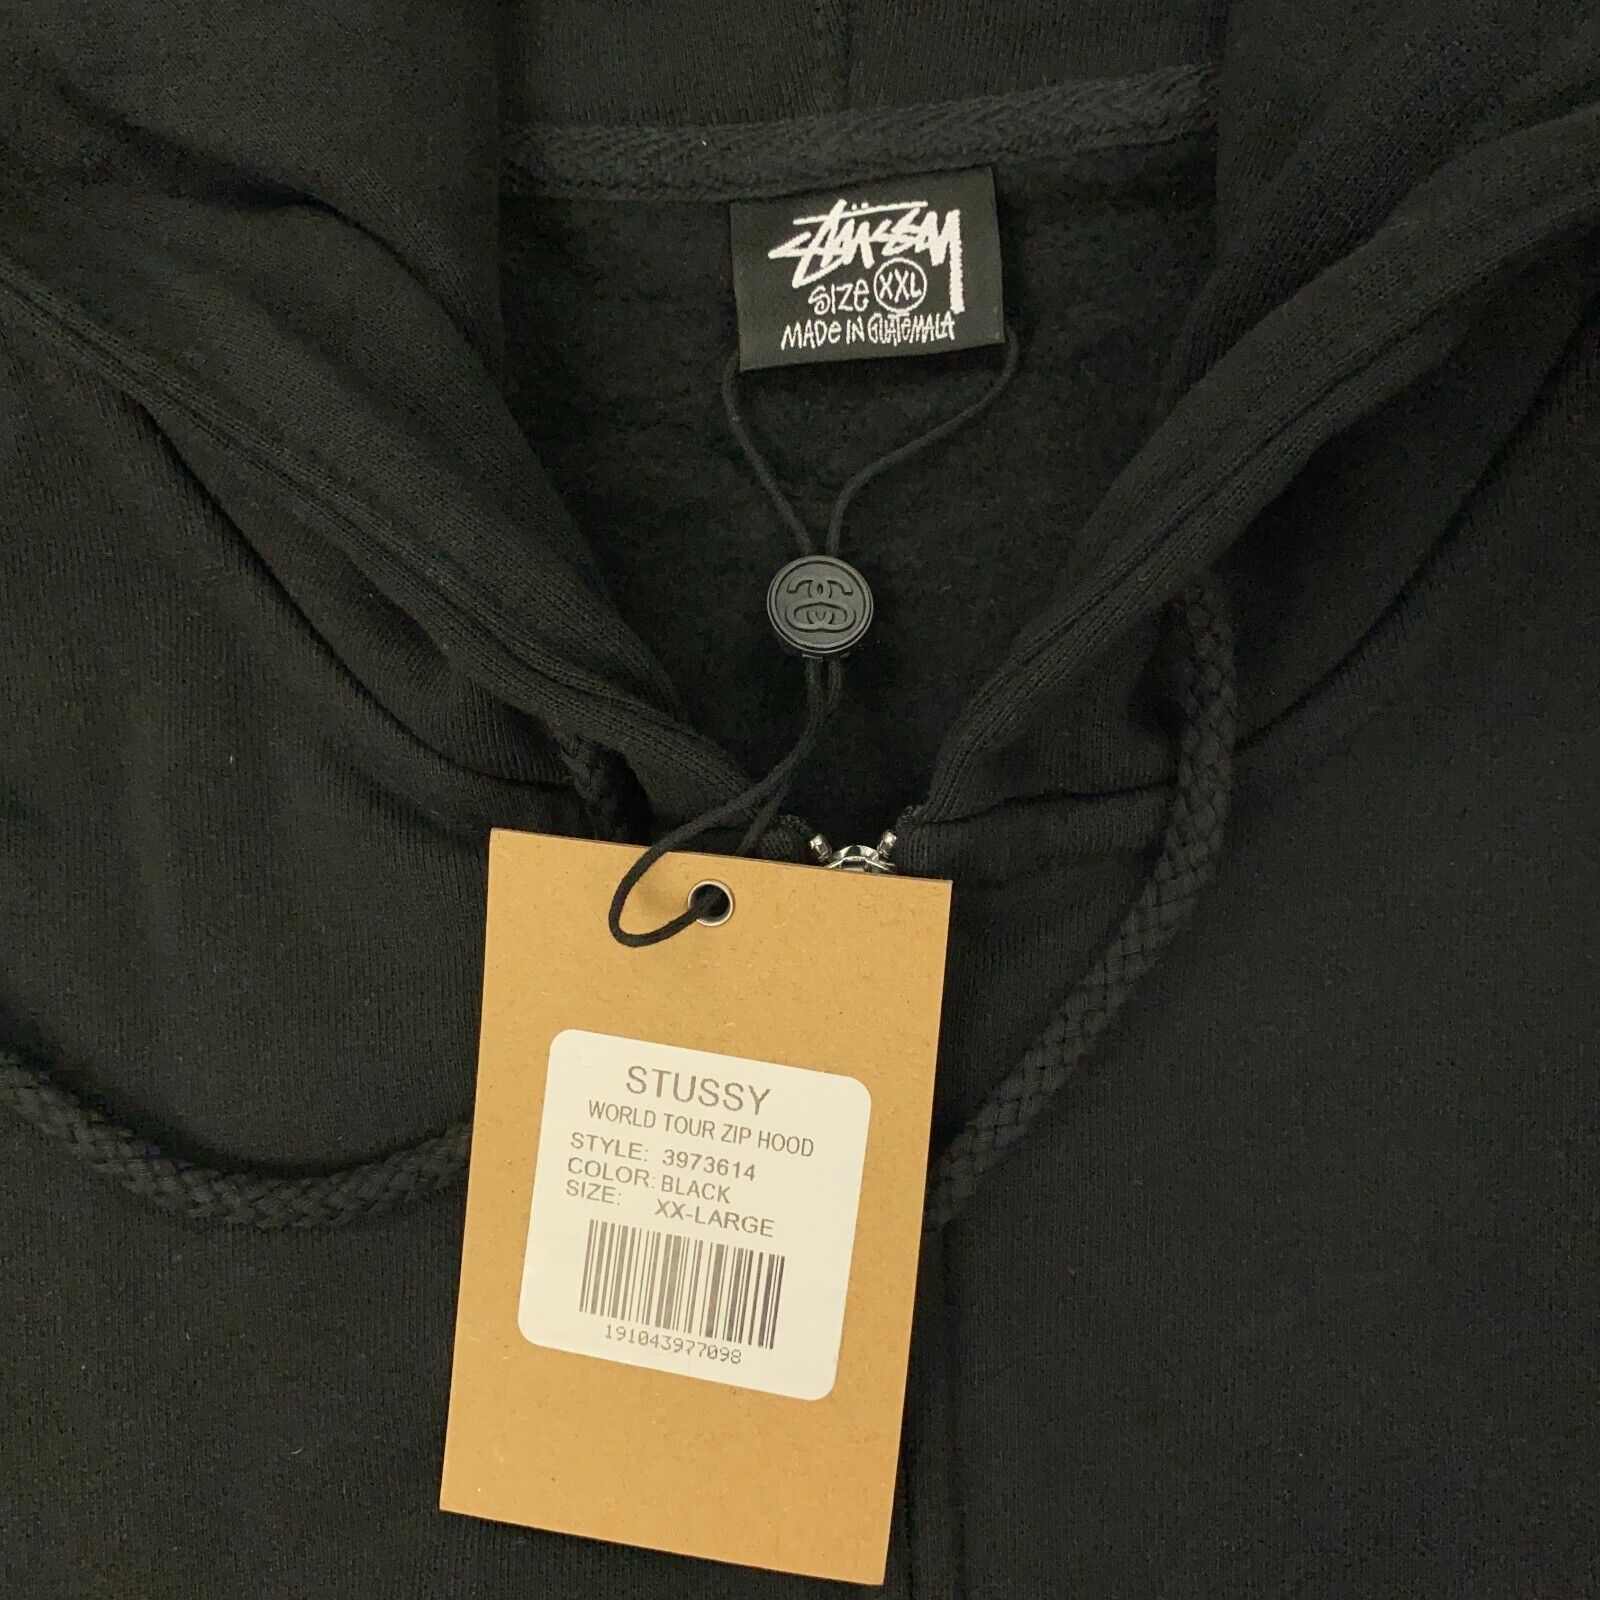 STÜSSY
SIZE XXL
MADE IN GUATEMALA
STUSSY
WORLD TOUR ZIP HOOD
STYLE: 3973614
COLOR: BLACK
SIZE: XX-LARGE
191043977098